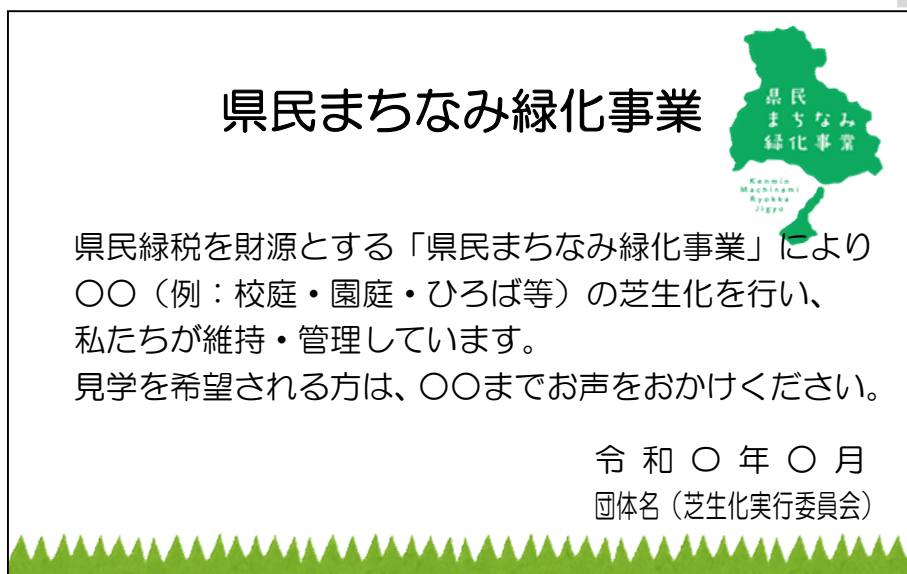 県民まちなみ緑化事業
県民
まちなみ
緑化事業
Kenmin
Machinami
Ryokka
Jigyo
県民緑税を財源とする「県民まちなみ緑化事業」により
〇〇（例：校庭・園庭・ひろば等）の芝生化を行い、
私たちが維持・管理しています。
見学を希望される方は、〇〇までお声をおかけください。
令和〇年〇月
団体名（芝生化実行委員会）